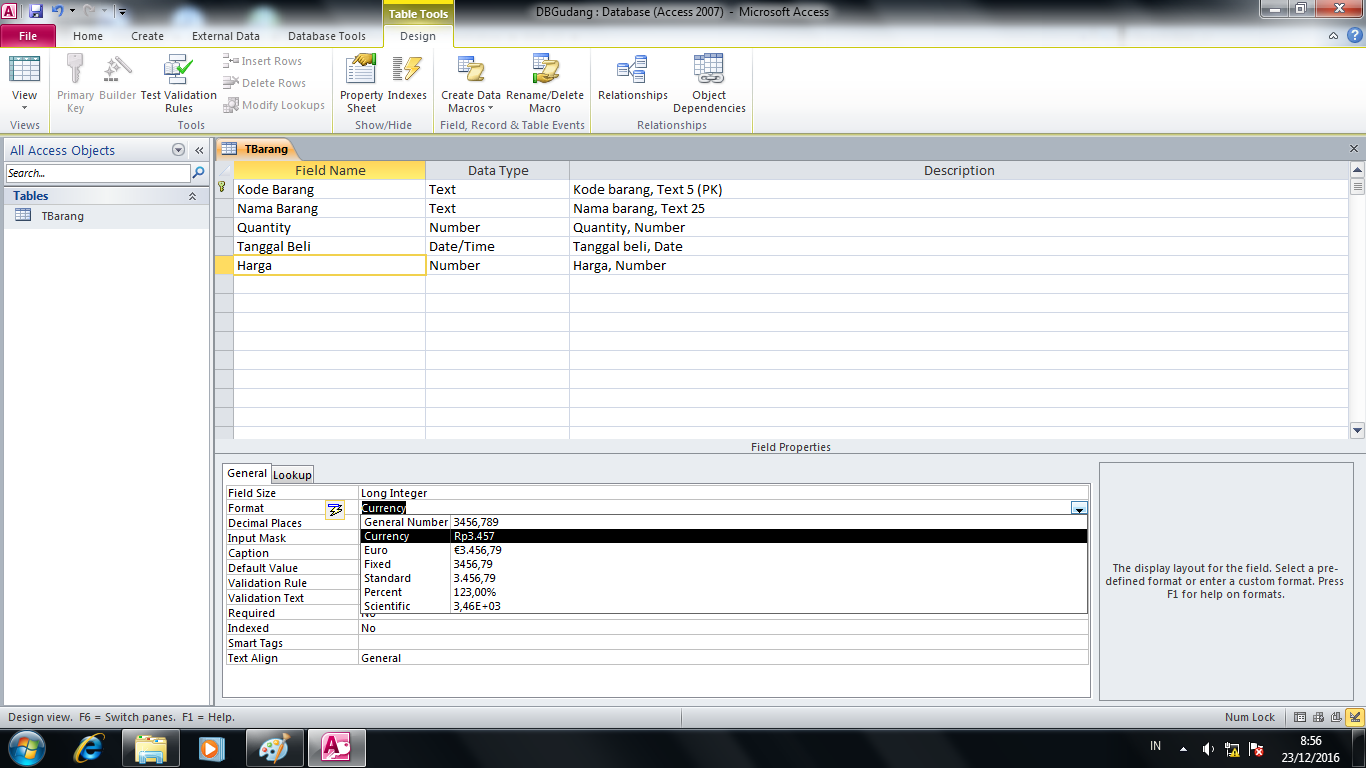 DBGudang : Database (Access 2007) - Microsoft Access
Table Tools
File Home Create External Data Database Tools Design
View
Primary Key
Builder
Test Validation Rules
Insert Rows
Delete Rows
Modify Lookups
Property Sheet
Indexes
Create Data Macros
Rename/Delete Macro
Relationships
Object Dependencies
Views Tools Show/Hide Field, Record & Table Events Relationships
All Access Objects
Search...
Tables
TBarang
TBarang
Field Name Data Type Description
Kode Barang Text Kode barang, Text 5 (PK)
Nama Barang Text Nama barang, Text 25
Quantity Number Quantity, Number
Tanggal Beli Date/Time Tanggal beli, Date
Harga Number Harga, Number
Field Properties
General Lookup
Field Size Long Integer
Format Currency
Decimal Places
Input Mask
Caption
Default Value
Validation Rule
Validation Text
General Number 3456,789
Currency Rp3.457
Euro €3.456,79
Fixed 3456,79
Standard 3.456,79
Percent 123,00%
Scientific 3,46E+03
Required No
Indexed No
Smart Tags
Text Align General
The display layout for the field. Select a pre-
defined format or enter a custom format. Press
F1 for help on formats.
Design view. F6 = Switch panes. F1 = Help.
Num Lock
IN
8:56
23/12/2016